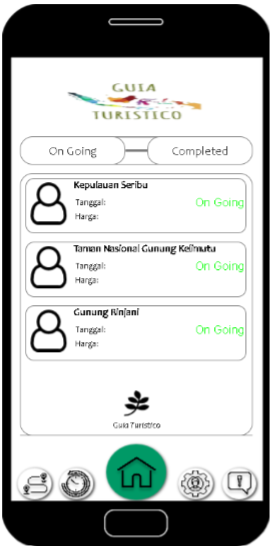 GUIA
TURISTICO
On Going
Completed
Kepulauan Seribu
Tanggal:
On Going
Harga:
Taman Nasional Gunung Kelimutu
Tanggal:
On Going
Harga:
Gunung Rinjani
Tanggal:
On Going
Harga:
Guia Turistico